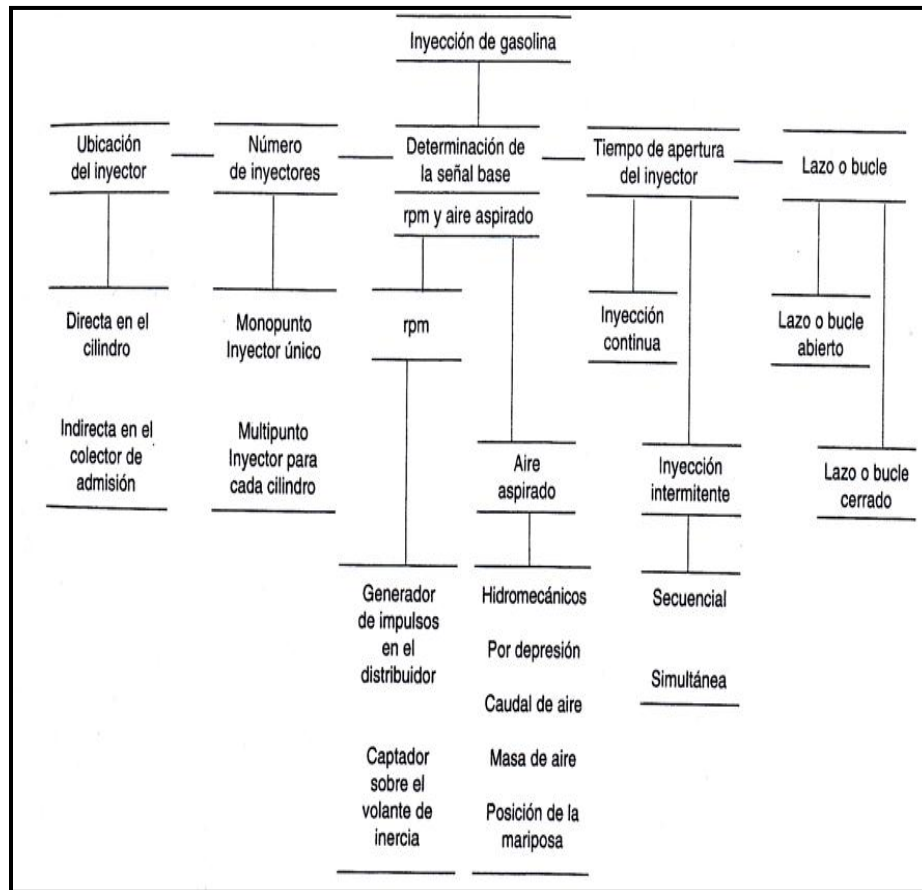 Inyección de gasolina
Ubicación
del inyector
Número
de inyectores
Determinación de
la señal base
Tiempo de apertura
del inyector
Lazo o bucle
rpm y aire aspirado
Directa en el
cilindro
Indirecta en el
colector de
admisión
Monopunto
Inyector único
Multipunto
Inyector para
cada cilindro
rpm
Generador
de impulsos
en el
distribuidor
Captador
sobre el
volante de
inercia
Aire
aspirado
Hidromecánicos
Por depresión
Caudal de aire
Masa de aire
Posición de la
mariposa
Inyección
continua
Inyección
intermitente
Secuencial
Simultánea
Lazo o bucle
abierto
Lazo o bucle
cerrado